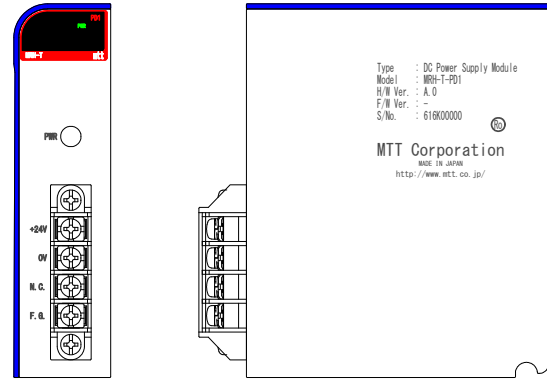 PD1
PWR
MRH-T
mtt
PWR
+24V
0V
N.C.
F.G.
Type : DC Power Supply Module
Model : MRH-T-PD1
H/W Ver. : A.0
F/W Ver. : -
S/No. : 616K00000
Ro
MTT Corporation
MADE IN JAPAN
http://www.mtt.co.jp/